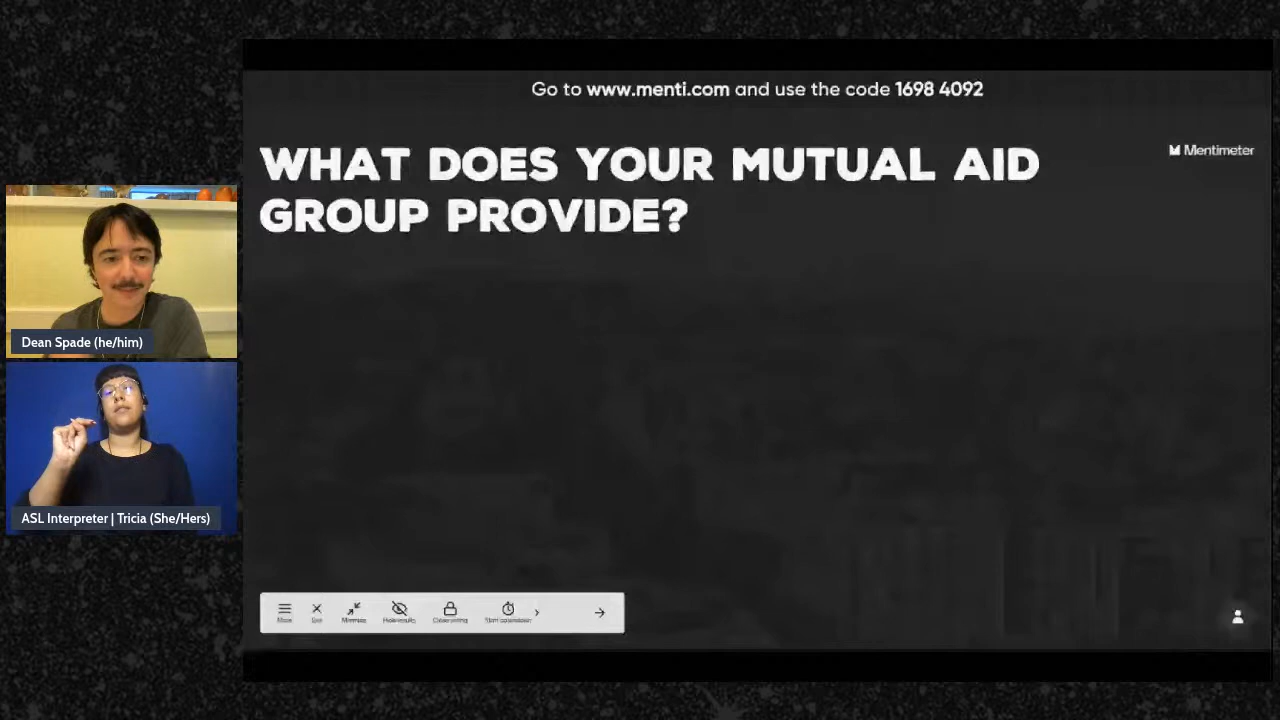 Go to www.menti.com and use the code 1698 4092
WHAT DOES YOUR MUTUAL AID
GROUP PROVIDE?
Mentimeter
Dean Spade (he/him)
ASL Interpreter | Tricia (She/Hers)